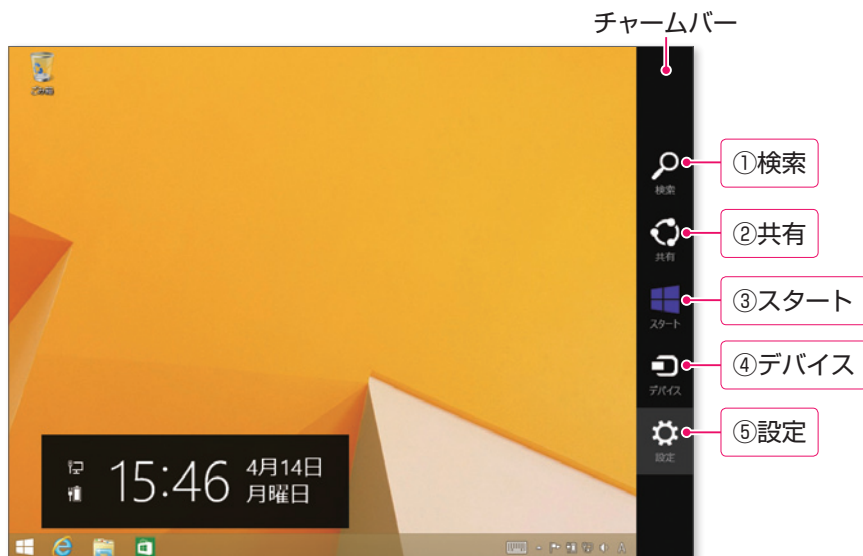 チャームバー
ごみ箱
検索
①検索
共有
②共有
スタート
③スタート
デバイス
④デバイス
設定
⑤設定
15:46
4月14日
月曜日
A